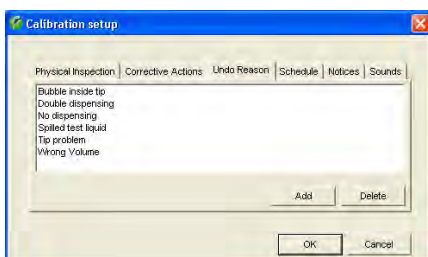 Calibration setup
Physical Inspection Corrective Actions Undo Reason Schedule Notices Sounds
Bubble inside tip
Double dispensing
No dispensing
Spilled test liquid
Tip problem
Wrong Volume
Add Delete
OK Cancel